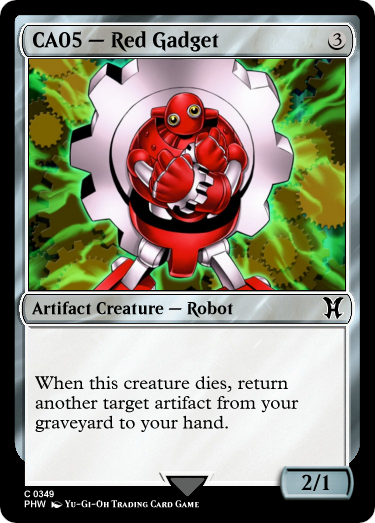 CA05 — Red Gadget 3
Artifact Creature — Robot
When this creature dies, return
another target artifact from your
graveyard to your hand.
2/1
C 0349
PHW Yu-Gi-Oh Trading Card Game